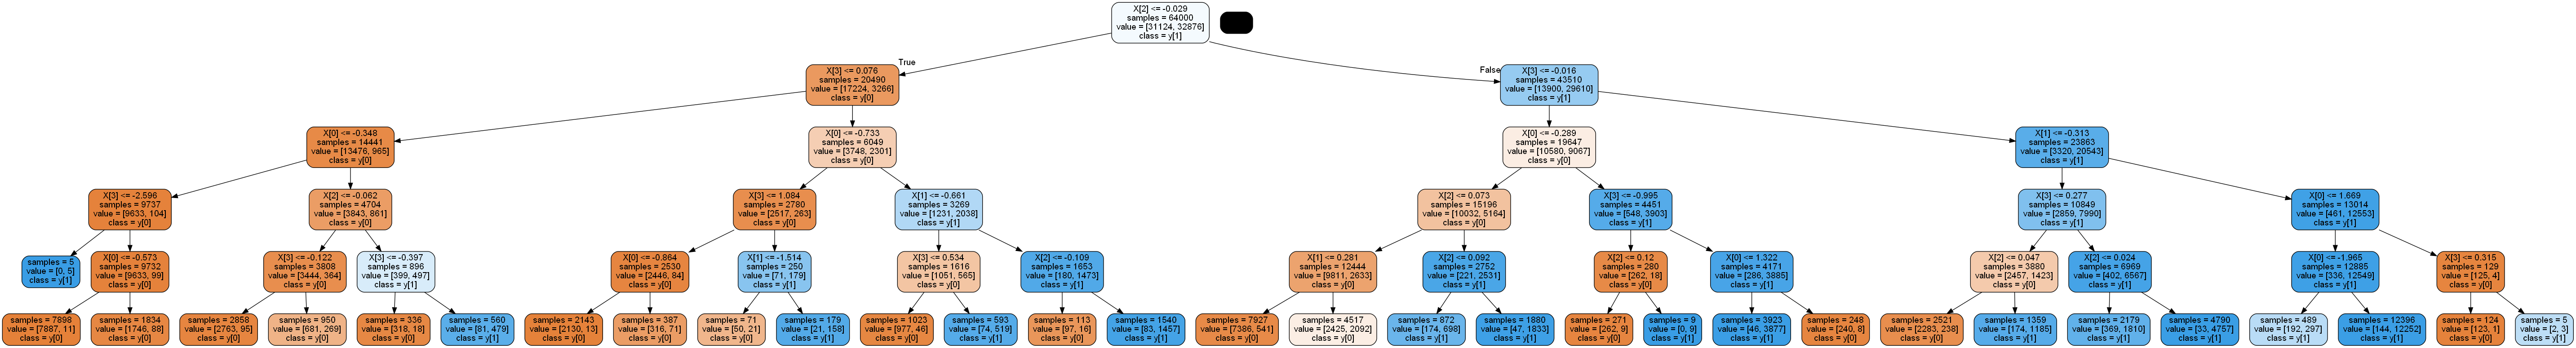 X[2] <= -0.029
samples = 64000
value = [31124, 32876]
class = y[1]
True
False
X[3] <= 0.076
samples = 20490
value = [17224, 3266]
class = y[0]
X[3] <= -0.016
samples = 43510
value = [13900, 29610]
class = y[1]
X[0] <= -0.348
samples = 14441
value = [13476, 965]
class = y[0]
X[0] <= -0.733
samples = 6049
value = [3748, 2301]
class = y[0]
X[0] <= -0.289
samples = 19647
value = [10580, 9067]
class = y[0]
X[1] <= -0.313
samples = 23863
value = [3320, 20543]
class = y[1]
X[3] <= -2.596
samples = 9737
value = [9633, 104]
class = y[0]
X[2] <= -0.062
samples = 4704
value = [3843, 861]
class = y[0]
X[3] <= 1.084
samples = 2780
value = [2517, 263]
class = y[0]
X[1] <= -0.661
samples = 3269
value = [1231, 2038]
class = y[1]
X[2] <= 0.073
samples = 15196
value = [10032, 5164]
class = y[0]
X[3] <= -0.995
samples = 4451
value = [548, 3903]
class = y[1]
X[3] <= 0.277
samples = 10849
value = [2859, 7990]
class = y[1]
X[0] <= 1.669
samples = 13014
value = [461, 12553]
class = y[1]
samples = 5
value = [0, 5]
class = y[1]
X[0] <= -0.573
samples = 9732
value = [9633, 99]
class = y[0]
X[3] <= -0.122
samples = 3808
value = [3444, 364]
class = y[0]
X[3] <= -0.397
samples = 896
value = [399, 497]
class = y[1]
X[0] <= -0.864
samples = 2530
value = [2446, 84]
class = y[0]
X[1] <= -1.514
samples = 250
value = [71, 179]
class = y[1]
X[3] <= 0.534
samples = 1616
value = [1051, 565]
class = y[0]
X[2] <= -0.109
samples = 1653
value = [180, 1473]
class = y[1]
X[1] <= 0.281
samples = 12444
value = [9811, 2633]
class = y[0]
X[2] <= 0.092
samples = 2752
value = [221, 2531]
class = y[1]
X[2] <= 0.12
samples = 280
value = [262, 18]
class = y[0]
X[0] <= 1.322
samples = 4171
value = [286, 3885]
class = y[1]
X[2] <= 0.047
samples = 3880
value = [2457, 1423]
class = y[0]
X[2] <= 0.024
samples = 6969
value = [402, 6567]
class = y[1]
X[0] <= -1.965
samples = 12885
value = [336, 12549]
class = y[1]
X[3] <= 0.315
samples = 129
value = [125, 4]
class = y[0]
samples = 7898
value = [7887, 11]
class = y[0]
samples = 1834
value = [1746, 88]
class = y[0]
samples = 2858
value = [2763, 95]
class = y[0]
samples = 950
value = [681, 269]
class = y[0]
samples = 336
value = [318, 18]
class = y[0]
samples = 560
value = [81, 479]
class = y[1]
samples = 2143
value = [2130, 13]
class = y[0]
samples = 387
value = [316, 71]
class = y[0]
samples = 71
value = [50, 21]
class = y[0]
samples = 179
value = [21, 158]
class = y[1]
samples = 1023
value = [977, 46]
class = y[0]
samples = 593
value = [74, 519]
class = y[1]
samples = 113
value = [97, 16]
class = y[0]
samples = 1540
value = [83, 1457]
class = y[1]
samples = 7927
value = [7386, 541]
class = y[0]
samples = 4517
value = [2425, 2092]
class = y[0]
samples = 872
value = [174, 698]
class = y[1]
samples = 1880
value = [47, 1833]
class = y[1]
samples = 271
value = [262, 9]
class = y[0]
samples = 9
value = [0, 9]
class = y[1]
samples = 3923
value = [46, 3877]
class = y[1]
samples = 248
value = [240, 8]
class = y[0]
samples = 2521
value = [2283, 238]
class = y[0]
samples = 1359
value = [174, 1185]
class = y[1]
samples = 2179
value = [369, 1810]
class = y[1]
samples = 4790
value = [33, 4757]
class = y[1]
samples = 489
value = [192, 297]
class = y[1]
samples = 12396
value = [144, 12252]
class = y[1]
samples = 124
value = [123, 1]
class = y[0]
samples = 5
value = [2, 3]
class = y[1]